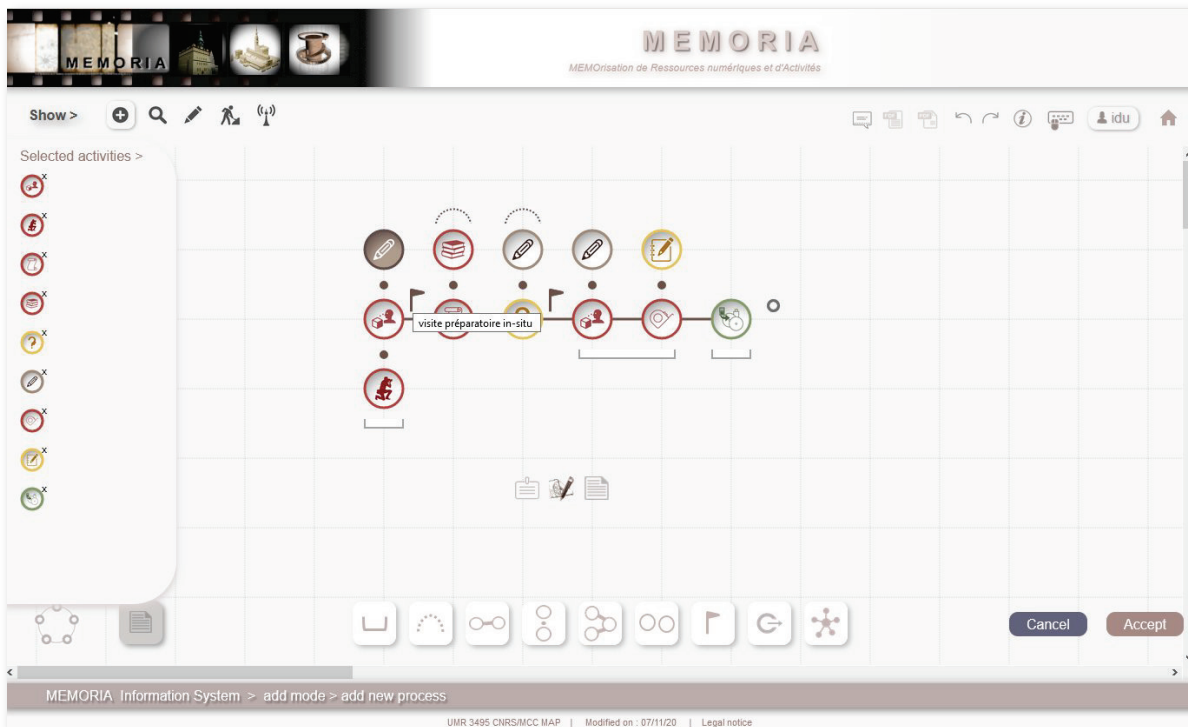 MEMORIA
MEMORIA
MEMOrisation de Ressources numériques et d'Activités
Show >
idu
Selected activities >
x
x
x
x
x
x
x
x
x
visite préparatoire in-situ
Cancel
Accept
MEMORIA Information System > add mode > add new process
UMR 3495 CNRS/MCC MAP | Modified on : 07/11/20 | Legal notice